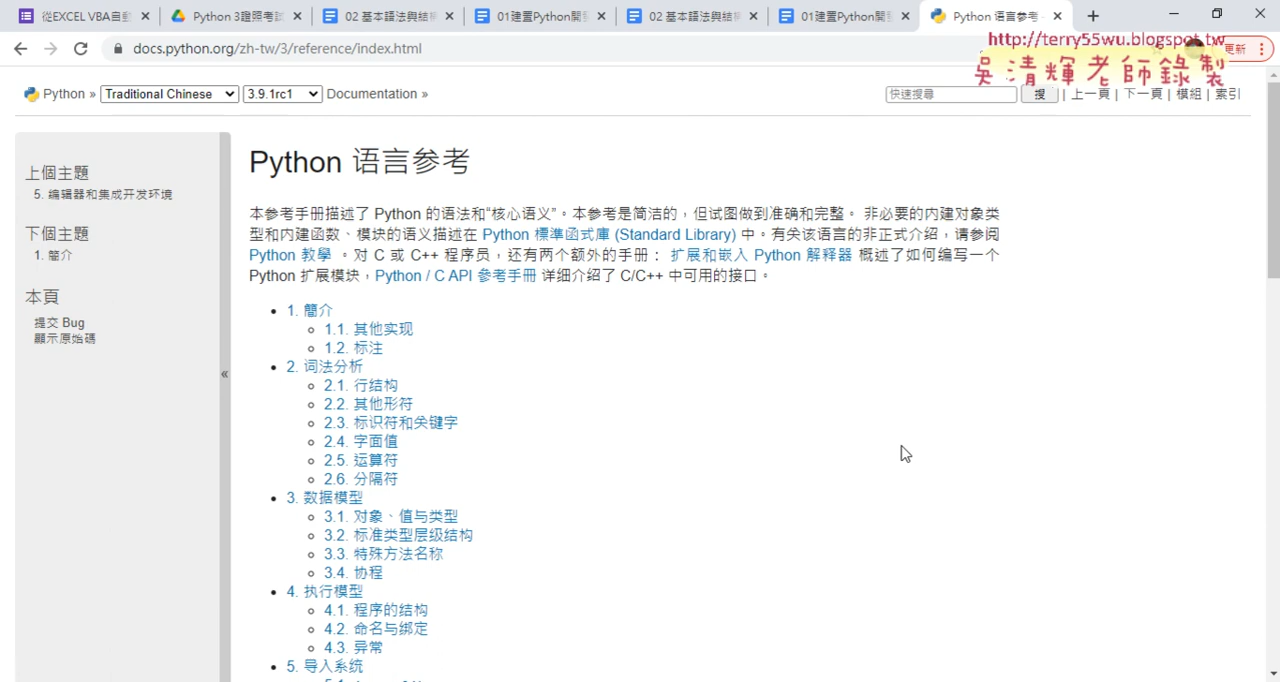 從EXCEL VBA自動
Python 3證照考試
02 基本語法與結構
01建置Python開發
02 基本語法與結構
01建置Python開發
Python 语言参考 -
docs.python.org/zh-tw/3/reference/index.html
更新
http://terry55wu.blogspot.tw
吳清輝老師錄製
Python » Traditional Chinese 3.9.1rc1 Documentation »
快速搜尋 搜 | 上一頁 | 下一頁 | 模組 | 索引
上個主題
5. 编辑器和集成开发环境
下個主題
1. 簡介
本頁
提交 Bug
顯示原始碼
«
Python 语言参考
本参考手册描述了 Python 的语法和“核心语义”。本参考是简洁的，但试图做到准确和完整。 非必要的内建对象类
型和内建函数、模块的语义描述在 Python 標準函式庫 (Standard Library) 中。有关该语言的非正式介绍，请参阅
Python 教學 。对 C 或 C++ 程序员，还有两个额外的手册： 扩展和嵌入 Python 解释器 概述了如何编写一个
Python 扩展模块，Python / C API 參考手冊 详细介绍了 C/C++ 中可用的接口。
1. 簡介
1.1. 其他实现
1.2. 标注
2. 词法分析
2.1. 行结构
2.2. 其他形符
2.3. 标识符和关键字
2.4. 字面值
2.5. 运算符
2.6. 分隔符
3. 数据模型
3.1. 对象、值与类型
3.2. 标准类型层级结构
3.3. 特殊方法名称
3.4. 协程
4. 执行模型
4.1. 程序的结构
4.2. 命名与绑定
4.3. 异常
5. 导入系统